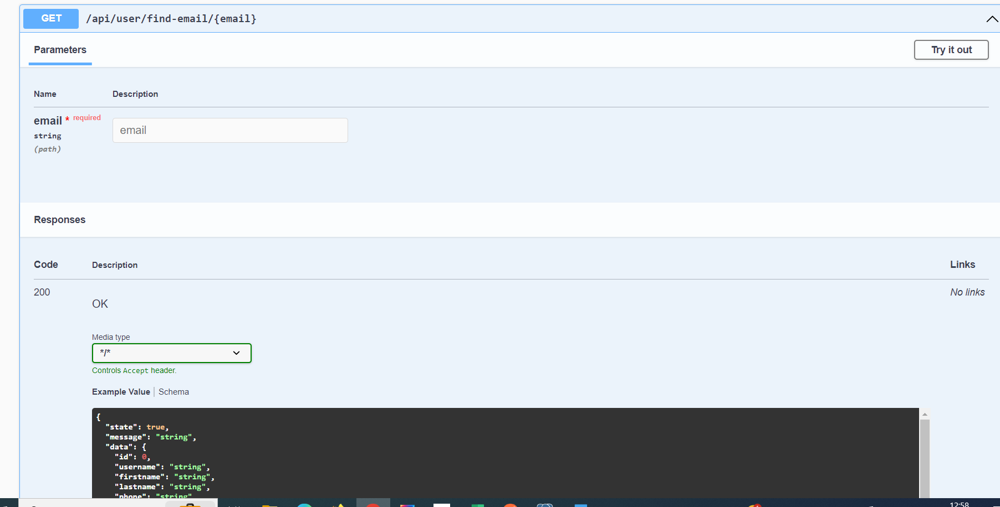 GET /api/user/find-email/{email}
Parameters
Try it out
Name Description
email * required
string
(path)
email
Responses
Code Description Links
200 OK No links
Media type
*/*
Controls Accept header.
Example Value | Schema
{
"state": true,
"message": "string",
"data": {
"id": 0,
"username": "string",
"firstname": "string",
"lastname": "string",
"phone": "string"
12:58